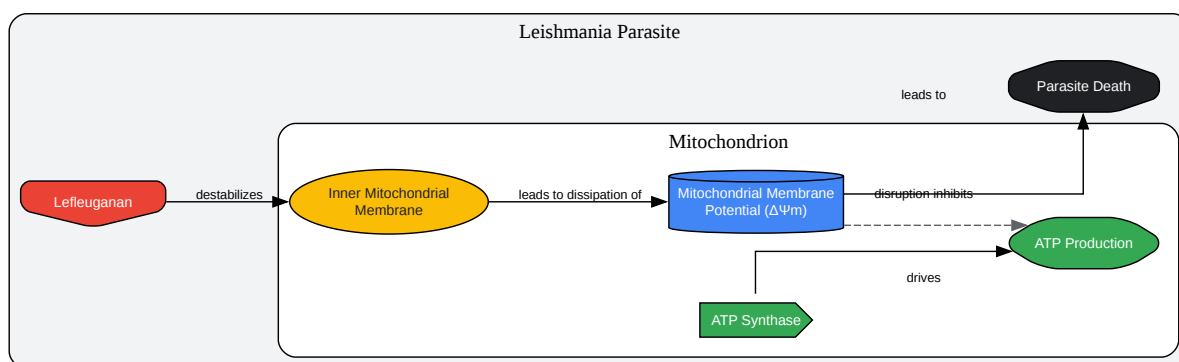 Leishmania Parasite
Parasite Death
leads to
Mitochondrion
Lefleuganan
destabilizes
Inner Mitochondrial
Membrane
leads to dissipation of
Mitochondrial Membrane
Potential (ΔΨm)
disruption inhibits
ATP Production
drives
ATP Synthase